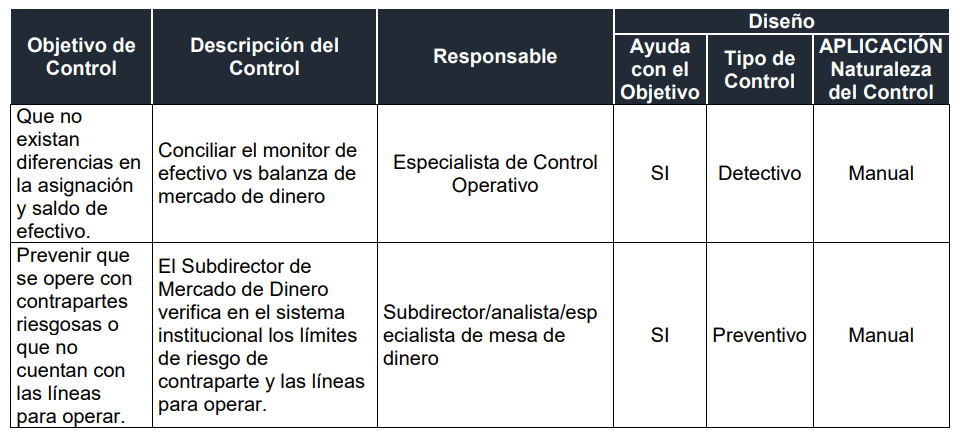 Objetivo de
Control
Descripción del
Control
Responsable
Diseño
Ayuda
con el
Objetivo
Tipo de
Control
APLICACIÓN
Naturaleza
del Control
Que no
existan
diferencias en
la asignación
y saldo de
efectivo.
Conciliar el monitor de
efectivo vs balanza de
mercado de dinero
Especialista de Control
Operativo
SI
Detectivo
Manual
Prevenir que
se opere con
contrapartes
riesgosas o
que no
cuentan con
las líneas
para operar.
El Subdirector de
Mercado de Dinero
verifica en el sistema
institucional los límites
de riesgo de
contraparte y las líneas
para operar.
Subdirector/analista/esp
ecialista de mesa de
dinero
SI
Preventivo
Manual